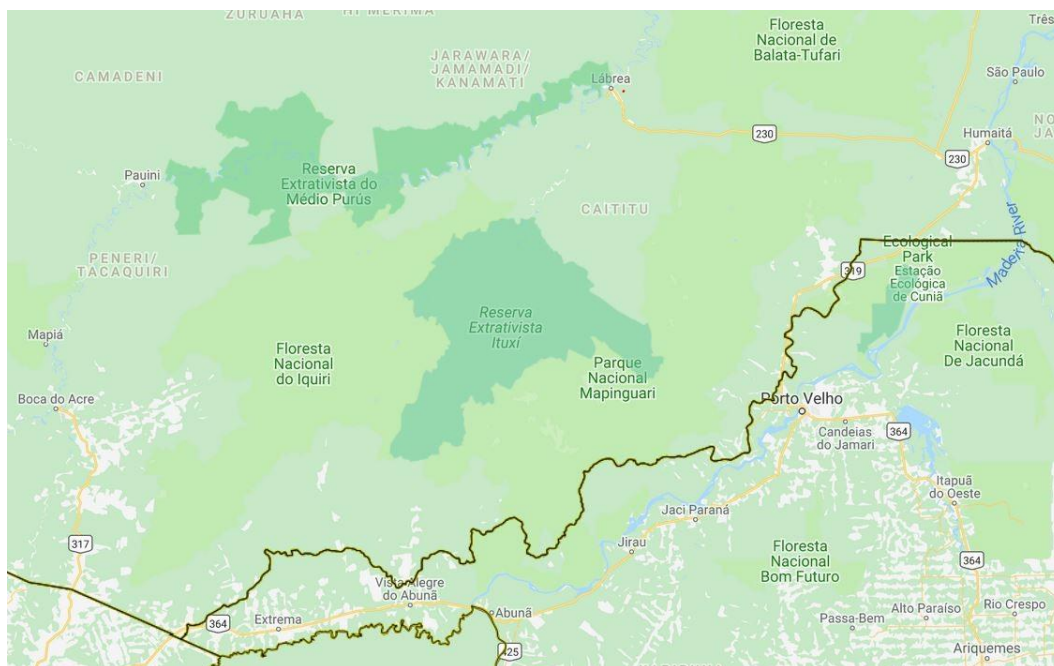 ZURUAHA
HI MERIMA
Floresta
Nacional de
Balata-Tufari
Três
JARAWARA/
JAMAMADI/
KANAMATI
CAMADENI
Lábrea
São Paulo
NO
JA
230
Humaitá
230
Pauini
Reserva
Extrativista do
Médio Purús
CAITITU
PENERI/
TACAQUIRI
Madeira River
Ecological
Park
Estação
Ecológica
de Cuniã
319
Reserva
Extrativista
Ituxí
Mapiá
Floresta
Nacional
do Iquiri
Floresta
Nacional
De Jacundá
Parque
Nacional
Mapinguari
Boca do Acre
Porto Velho
Candeias
do Jamari
364
Itapuã
do Oeste
Jaci Paraná
317
Jirau
Floresta
Nacional
Bom Futuro
364
Vista Alegre
do Abunã
Abunã
364
Extrema
Alto Paraíso
Rio Crespo
Passa-Bem
425
Ariquemes